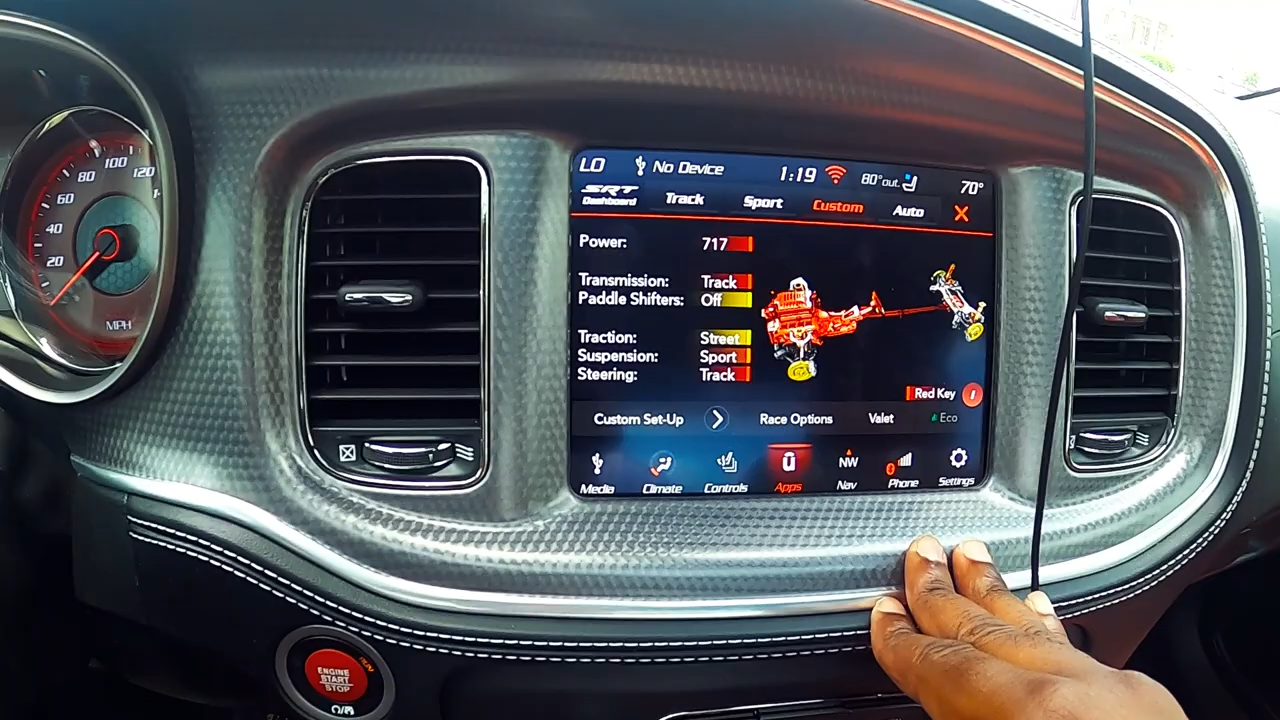 20
40
60
80
100
120
MPH
LO
No Device
1:19
80°out.
70°
SRT
Dashboard
Track
Sport
Custom
Auto
X
Power: 717
Transmission: Track
Paddle Shifters: Off
Traction: Street
Suspension: Sport
Steering: Track
Red Key
Custom Set-Up
Race Options
Valet
Eco
NW
Media
Climate
Controls
Apps
Nav
Phone
Settings
ENGINE
START
STOP
RUN